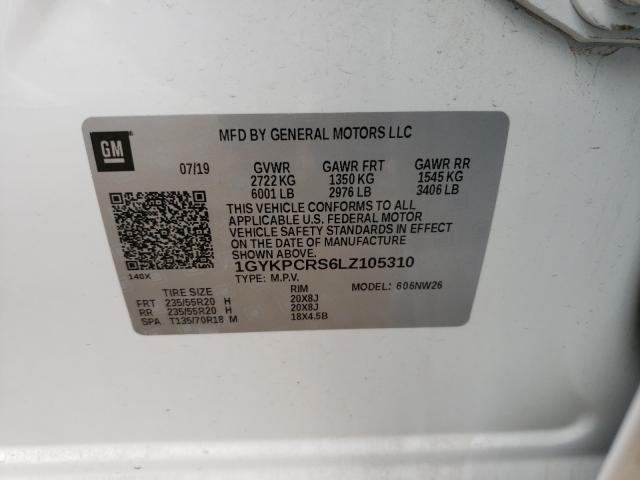 GM
MFD BY GENERAL MOTORS LLC
07/19 GVWR GAWR FRT GAWR RR
2722 KG 1350 KG 1545 KG
6001 LB 2976 LB 3406 LB
THIS VEHICLE CONFORMS TO ALL
APPLICABLE U.S. FEDERAL MOTOR
VEHICLE SAFETY STANDARDS IN EFFECT
ON THE DATE OF MANUFACTURE
SHOWN ABOVE.
1GYKPCRS6LZ105310
140X
TYPE: M.P.V. MODEL: 606NW26
TIRE SIZE RIM
FRT 235/55R20 H 20X8J
RR 235/55R20 H 20X8J
SPA T135/70R18 M 18X4.5B